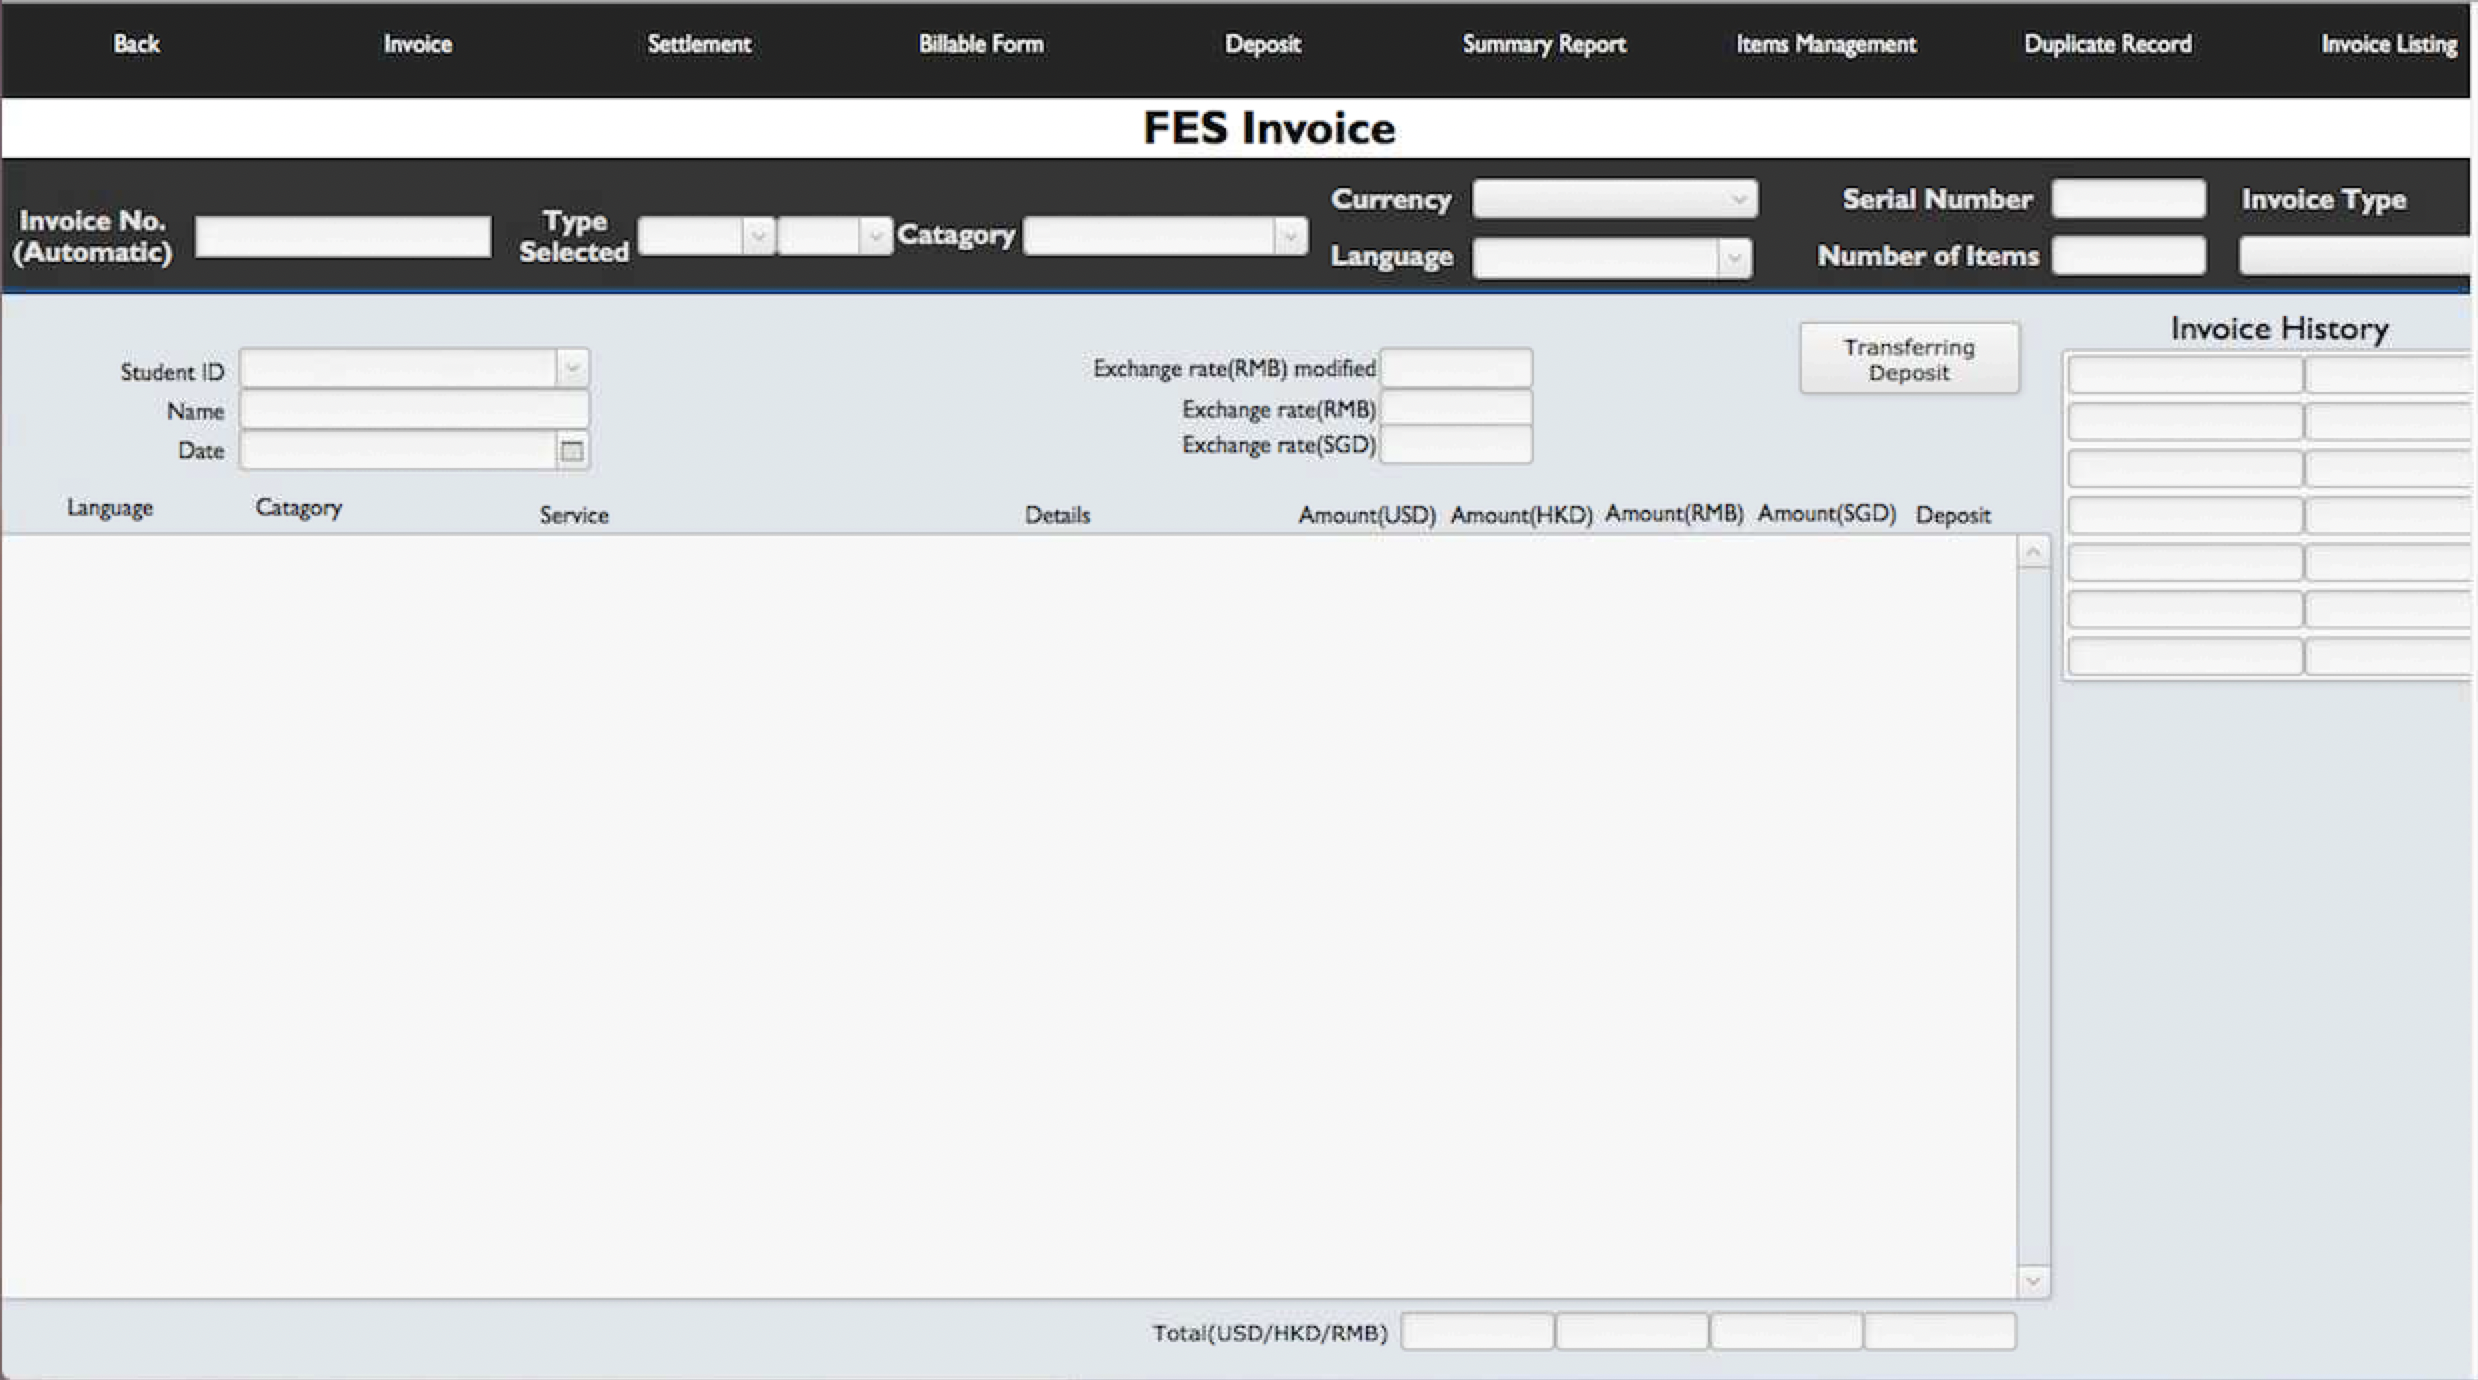 Back Invoice Settlement Billable Form Deposit Summary Report Items Management Duplicate Record Invoice Listing
FES Invoice
Invoice No.
(Automatic)
Type
Selected
Catagory
Currency
Language
Serial Number
Number of Items
Invoice Type
Student ID
Name
Date
Exchange rate(RMB) modified
Exchange rate(RMB)
Exchange rate(SGD)
Transferring
Deposit
Invoice History
Language Catagory Service Details Amount(USD) Amount(HKD) Amount(RMB) Amount(SGD) Deposit
Total(USD/HKD/RMB)